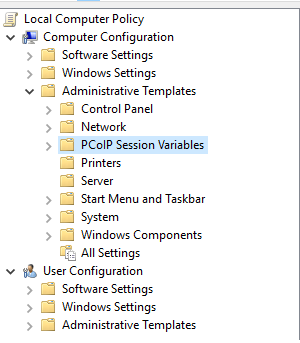 Local Computer Policy
Computer Configuration
Software Settings
Windows Settings
Administrative Templates
Control Panel
Network
PCoIP Session Variables
Printers
Server
Start Menu and Taskbar
System
Windows Components
All Settings
User Configuration
Software Settings
Windows Settings
Administrative Templates